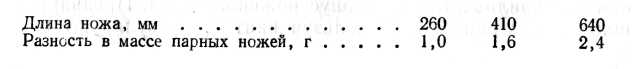 Длина ножа, мм . . . . . . . . . . . . 260 410 640
Разность в массе парных ножей, г . . . . . 1,0 1,6 2,4